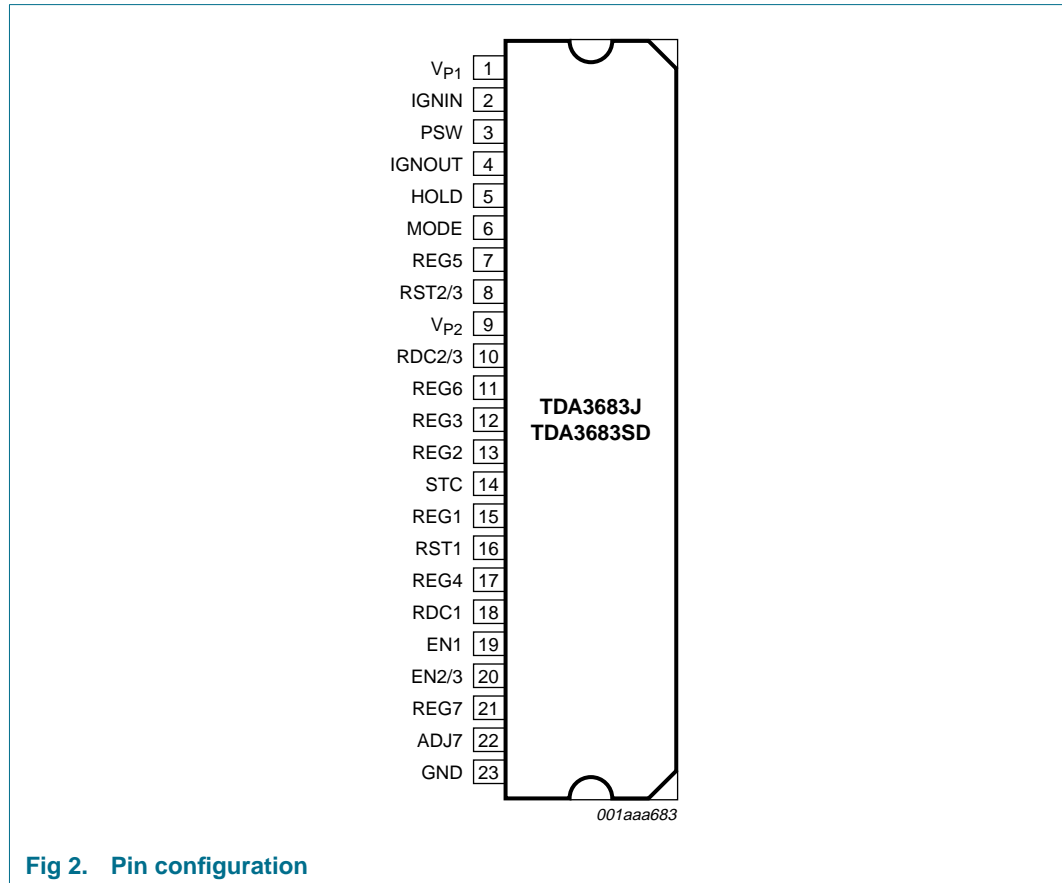 VP1 1
IGNIN 2
PSW 3
IGNOUT 4
HOLD 5
MODE 6
REG5 7
RST2/3 8
VP2 9
RDC2/3 10
REG6 11
REG3 12
REG2 13
STC 14
REG1 15
RST1 16
REG4 17
RDC1 18
EN1 19
EN2/3 20
REG7 21
ADJ7 22
GND 23
TDA3683J
TDA3683SD
001aaa683
Fig 2. Pin configuration